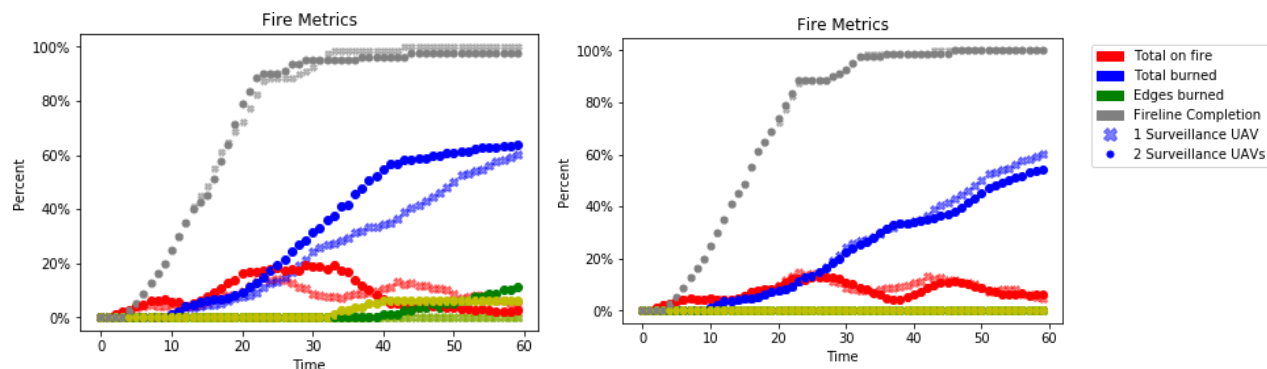 Fire Metrics
100%
80%
60%
40%
20%
0%
Percent
0 10 20 30 40 50 60
Time
Fire Metrics
100%
80%
60%
40%
20%
0%
Percent
0 10 20 30 40 50 60
Time
Total on fire
Total burned
Edges burned
Fireline Completion
1 Surveillance UAV
2 Surveillance UAVs